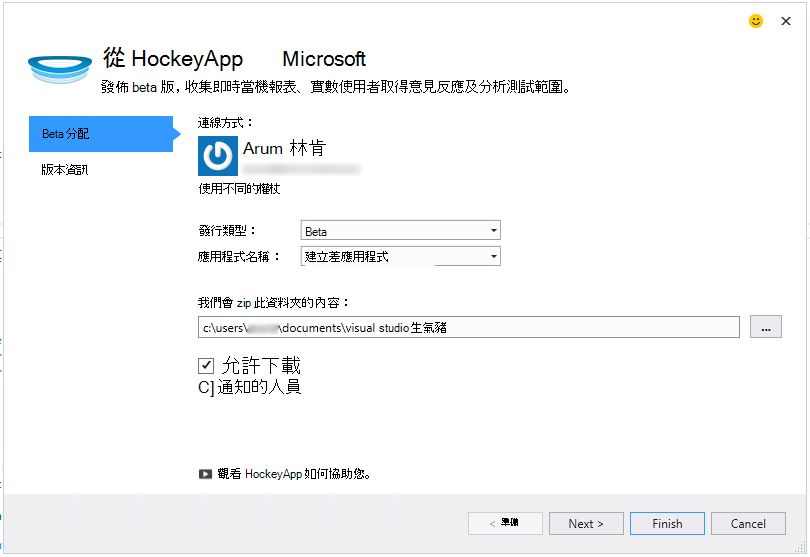 從 HockeyApp Microsoft
發佈 beta 版，收集即時當機報表、實數使用者取得意見反應及分析測試範圍。
Beta 分配
版本資訊
連線方式：
Arum 林肯
使用不同的權杖
發行類型： Beta
應用程式名稱： 建立差應用程式
我們會 zip 此資料夾的內容：
c:\users\ \documents\visual studio生氣豬
...
允許下載
C] 通知的人員
觀看 HockeyApp 如何協助您。
< 準備 Next > Finish Cancel